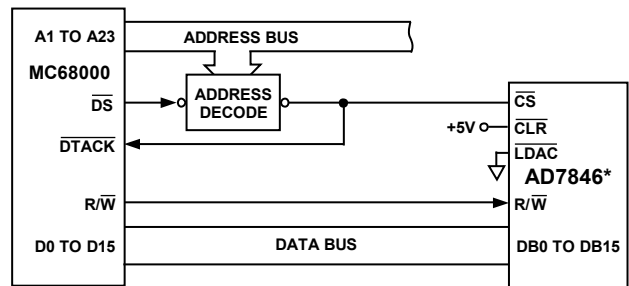 A1 TO A23
ADDRESS BUS
MC68000
DS
ADDRESS
DECODE
CS
+5V
CLR
DTACK
LDAC
AD7846*
R/W
R/W
D0 TO D15
DATA BUS
DB0 TO DB15